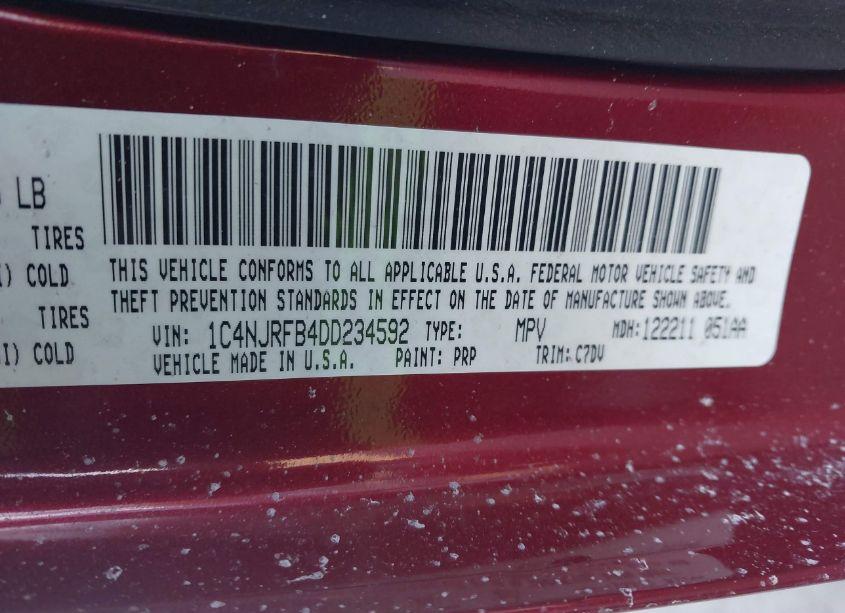 LB
TIRES
COLD
TIRES
COLD
THIS VEHICLE CONFORMS TO ALL APPLICABLE U.S.A. FEDERAL MOTOR VEHICLE SAFETY AND
THEFT PREVENTION STANDARDS IN EFFECT ON THE DATE OF MANUFACTURE SHOWN ABOVE.
VIN: 1C4NJRFB4DD234592 TYPE: MPV MDH: 122211 051AA
VEHICLE MADE IN U.S.A. PAINT: PRP TRIM: C7DV